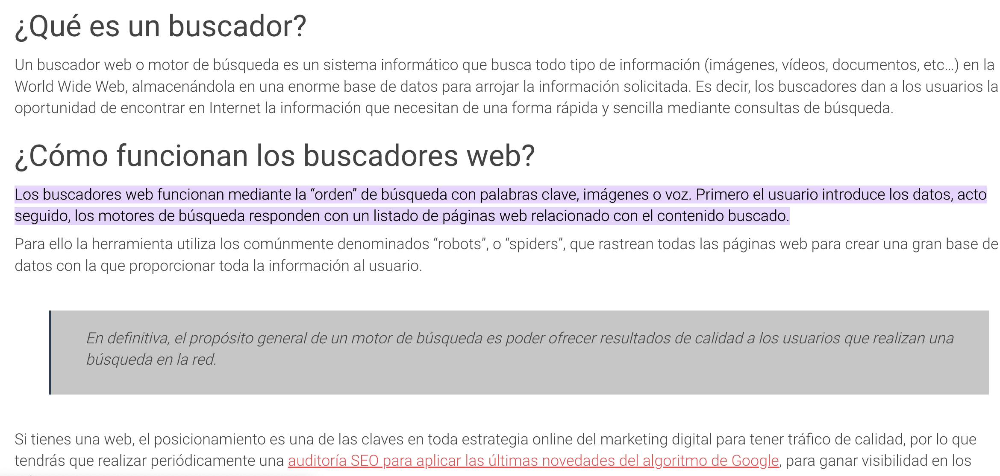 ¿Qué es un buscador?
Un buscador web o motor de búsqueda es un sistema informático que busca todo tipo de información (imágenes, vídeos, documentos, etc…) en la
World Wide Web, almacenándola en una enorme base de datos para arrojar la información solicitada. Es decir, los buscadores dan a los usuarios la
oportunidad de encontrar en Internet la información que necesitan de una forma rápida y sencilla mediante consultas de búsqueda.
¿Cómo funcionan los buscadores web?
Los buscadores web funcionan mediante la “orden” de búsqueda con palabras clave, imágenes o voz. Primero el usuario introduce los datos, acto
seguido, los motores de búsqueda responden con un listado de páginas web relacionado con el contenido buscado.
Para ello la herramienta utiliza los comúnmente denominados “robots”, o “spiders”, que rastrean todas las páginas web para crear una gran base de
datos con la que proporcionar toda la información al usuario.
En definitiva, el propósito general de un motor de búsqueda es poder ofrecer resultados de calidad a los usuarios que realizan una
búsqueda en la red.
Si tienes una web, el posicionamiento es una de las claves en toda estrategia online del marketing digital para tener tráfico de calidad, por lo que
tendrás que realizar periódicamente una auditoría SEO para aplicar las últimas novedades del algoritmo de Google, para ganar visibilidad en los